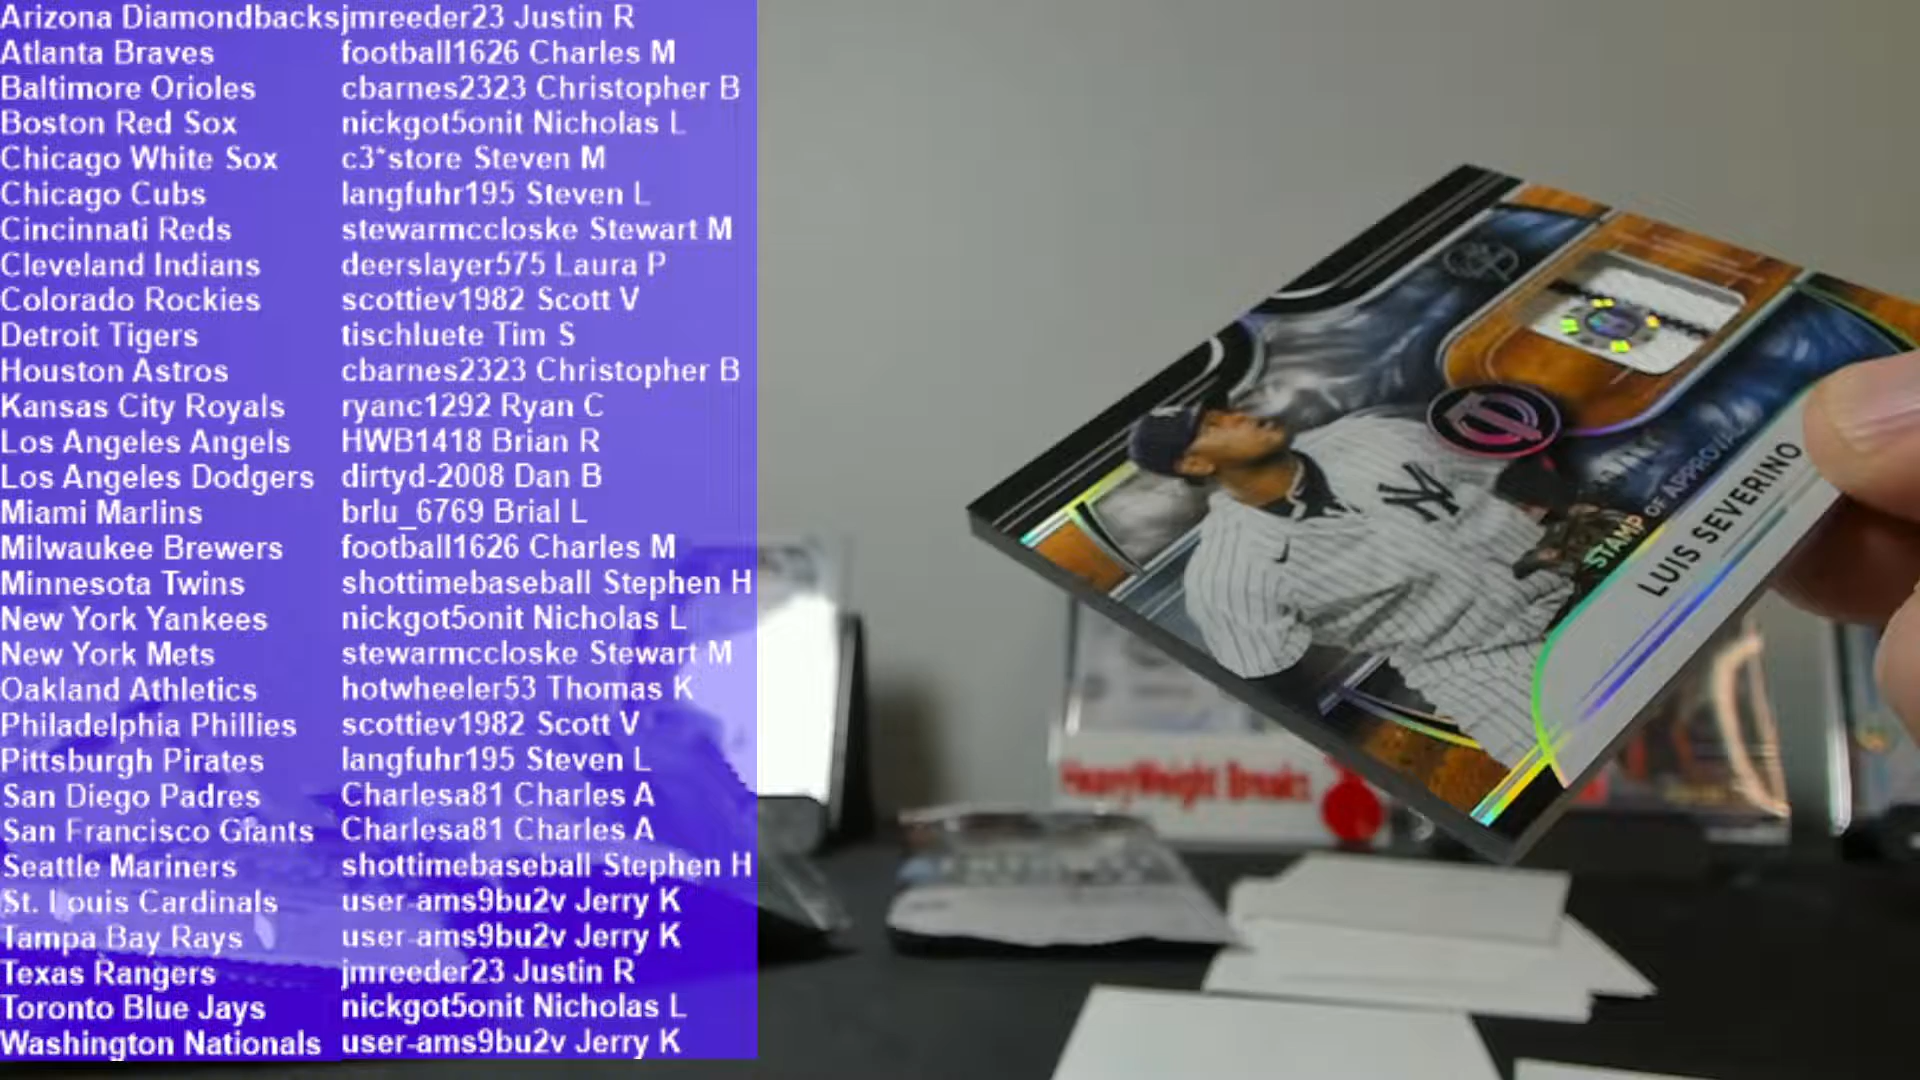 Arizona Diamondbacks jmreeder23 Justin R
Atlanta Braves football1626 Charles M
Baltimore Orioles cbarnes2323 Christopher B
Boston Red Sox nickgot5onit Nicholas L
Chicago White Sox c3*store Steven M
Chicago Cubs langfuhr195 Steven L
Cincinnati Reds stewarmccloske Stewart M
Cleveland Indians deerslayer575 Laura P
Colorado Rockies scottiev1982 Scott V
Detroit Tigers tischluete Tim S
Houston Astros cbarnes2323 Christopher B
Kansas City Royals ryanc1292 Ryan C
Los Angeles Angels HWB1418 Brian R
Los Angeles Dodgers dirtyd-2008 Dan B
Miami Marlins brlu_6769 Brial L
Milwaukee Brewers football1626 Charles M
Minnesota Twins shottimebaseball Stephen H
New York Yankees nickgot5onit Nicholas L
New York Mets stewarmccloske Stewart M
Oakland Athletics hotwheeler53 Thomas K
Philadelphia Phillies scottiev1982 Scott V
Pittsburgh Pirates langfuhr195 Steven L
San Diego Padres Charlesa81 Charles A
San Francisco Giants Charlesa81 Charles A
Seattle Mariners shottimebaseball Stephen H
St. Louis Cardinals user-ams9bu2v Jerry K
Tampa Bay Rays user-ams9bu2v Jerry K
Texas Rangers jmreeder23 Justin R
Toronto Blue Jays nickgot5onit Nicholas L
Washington Nationals user-ams9bu2v Jerry K
NY
STAMP OF APPROVAL
LUIS SEVERINO
HeavyWeight Breaks